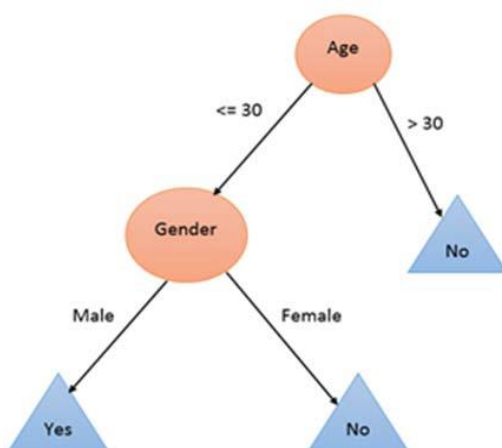 Age
<= 30
> 30
Gender
No
Male
Female
Yes
No